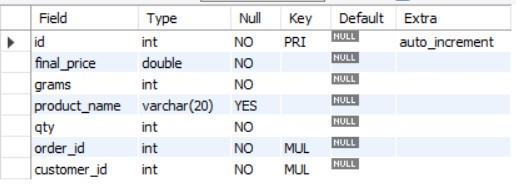 Field Type Null Key Default Extra
id int NO PRI NULL auto_increment
final_price double NO NULL
grams int NO NULL
product_name varchar(20) YES NULL
qty int NO NULL
order_id int NO MUL NULL
customer_id int NO MUL NULL